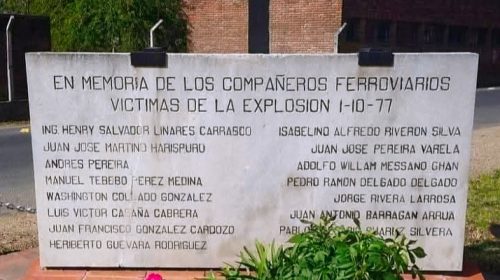 EN MEMORIA DE LOS COMPAÑEROS FERROVIARIOS
VICTIMAS DE LA EXPLOSION 1-10-77
ING. HENRY SALVADOR LINARES CARRASCO
JUAN JOSE MARTINO HARISPURU
ANDRES PEREIRA
MANUEL TEBEBO PEREZ MEDINA
WASHINGTON COLLADO GONZALEZ
LUIS VICTOR CABAÑA CABRERA
JUAN FRANCISCO GONZALEZ CARDOZO
HERIBERTO GUEVARA RODRIGUEZ
ISABELINO ALFREDO RIVERON SILVA
JUAN JOSE PEREIRA VARELA
ADOLFO WILLAM MESSANO GHAN
PEDRO RAMON DELGADO DELGADO
JORGE RIVERA LARROSA
JUAN ANTONIO BARRAGAN ARRUA
SUAREZ SILVERA